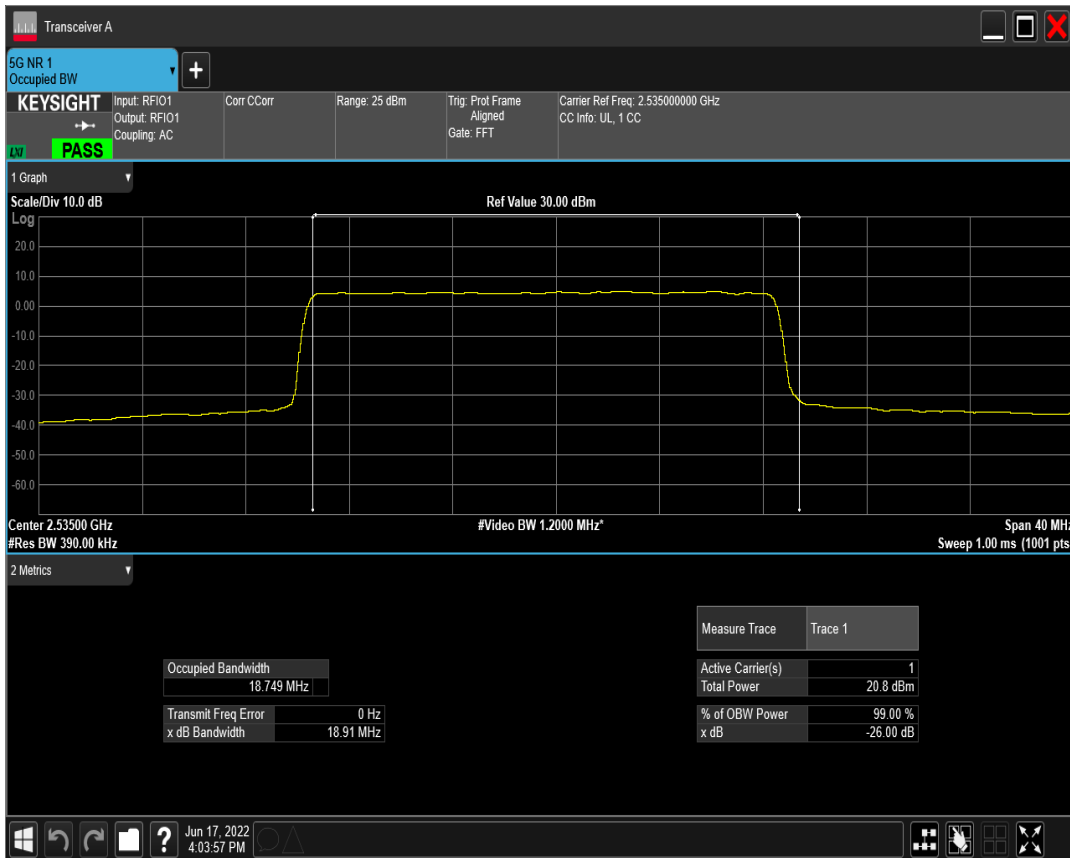 Transceiver A
5G NR 1
Occupied BW
+
KEYSIGHT
LXI
PASS
Input: RFIO1
Output: RFIO1
Coupling: AC
Corr CCorr
Range: 25 dBm
Trig: Prot Frame
Aligned
Gate: FFT
Carrier Ref Freq: 2.535000000 GHz
CC Info: UL, 1 CC
1 Graph
Scale/Div 10.0 dB
Ref Value 30.00 dBm
Log
20.0
10.0
0.00
-10.0
-20.0
-30.0
-40.0
-50.0
-60.0
Center 2.53500 GHz
#Video BW 1.2000 MHz*
Span 40 MHz
#Res BW 390.00 kHz
Sweep 1.00 ms (1001 pts
2 Metrics
Measure Trace Trace 1
Occupied Bandwidth
18.749 MHz
Active Carrier(s) 1
Total Power 20.8 dBm
Transmit Freq Error 0 Hz
x dB Bandwidth 18.91 MHz
% of OBW Power 99.00 %
x dB -26.00 dB
?
Jun 17, 2022
4:03:57 PM